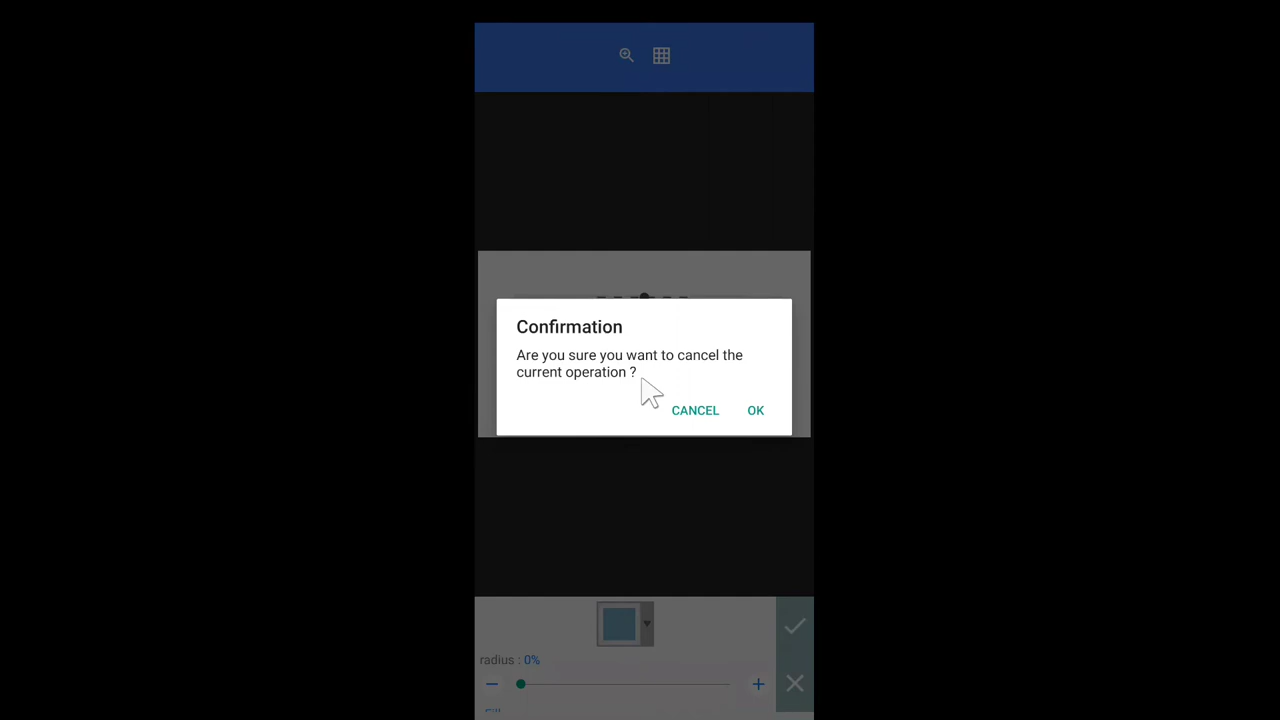 Confirmation
Are you sure you want to cancel the
current operation ?
CANCEL OK
radius : 0%